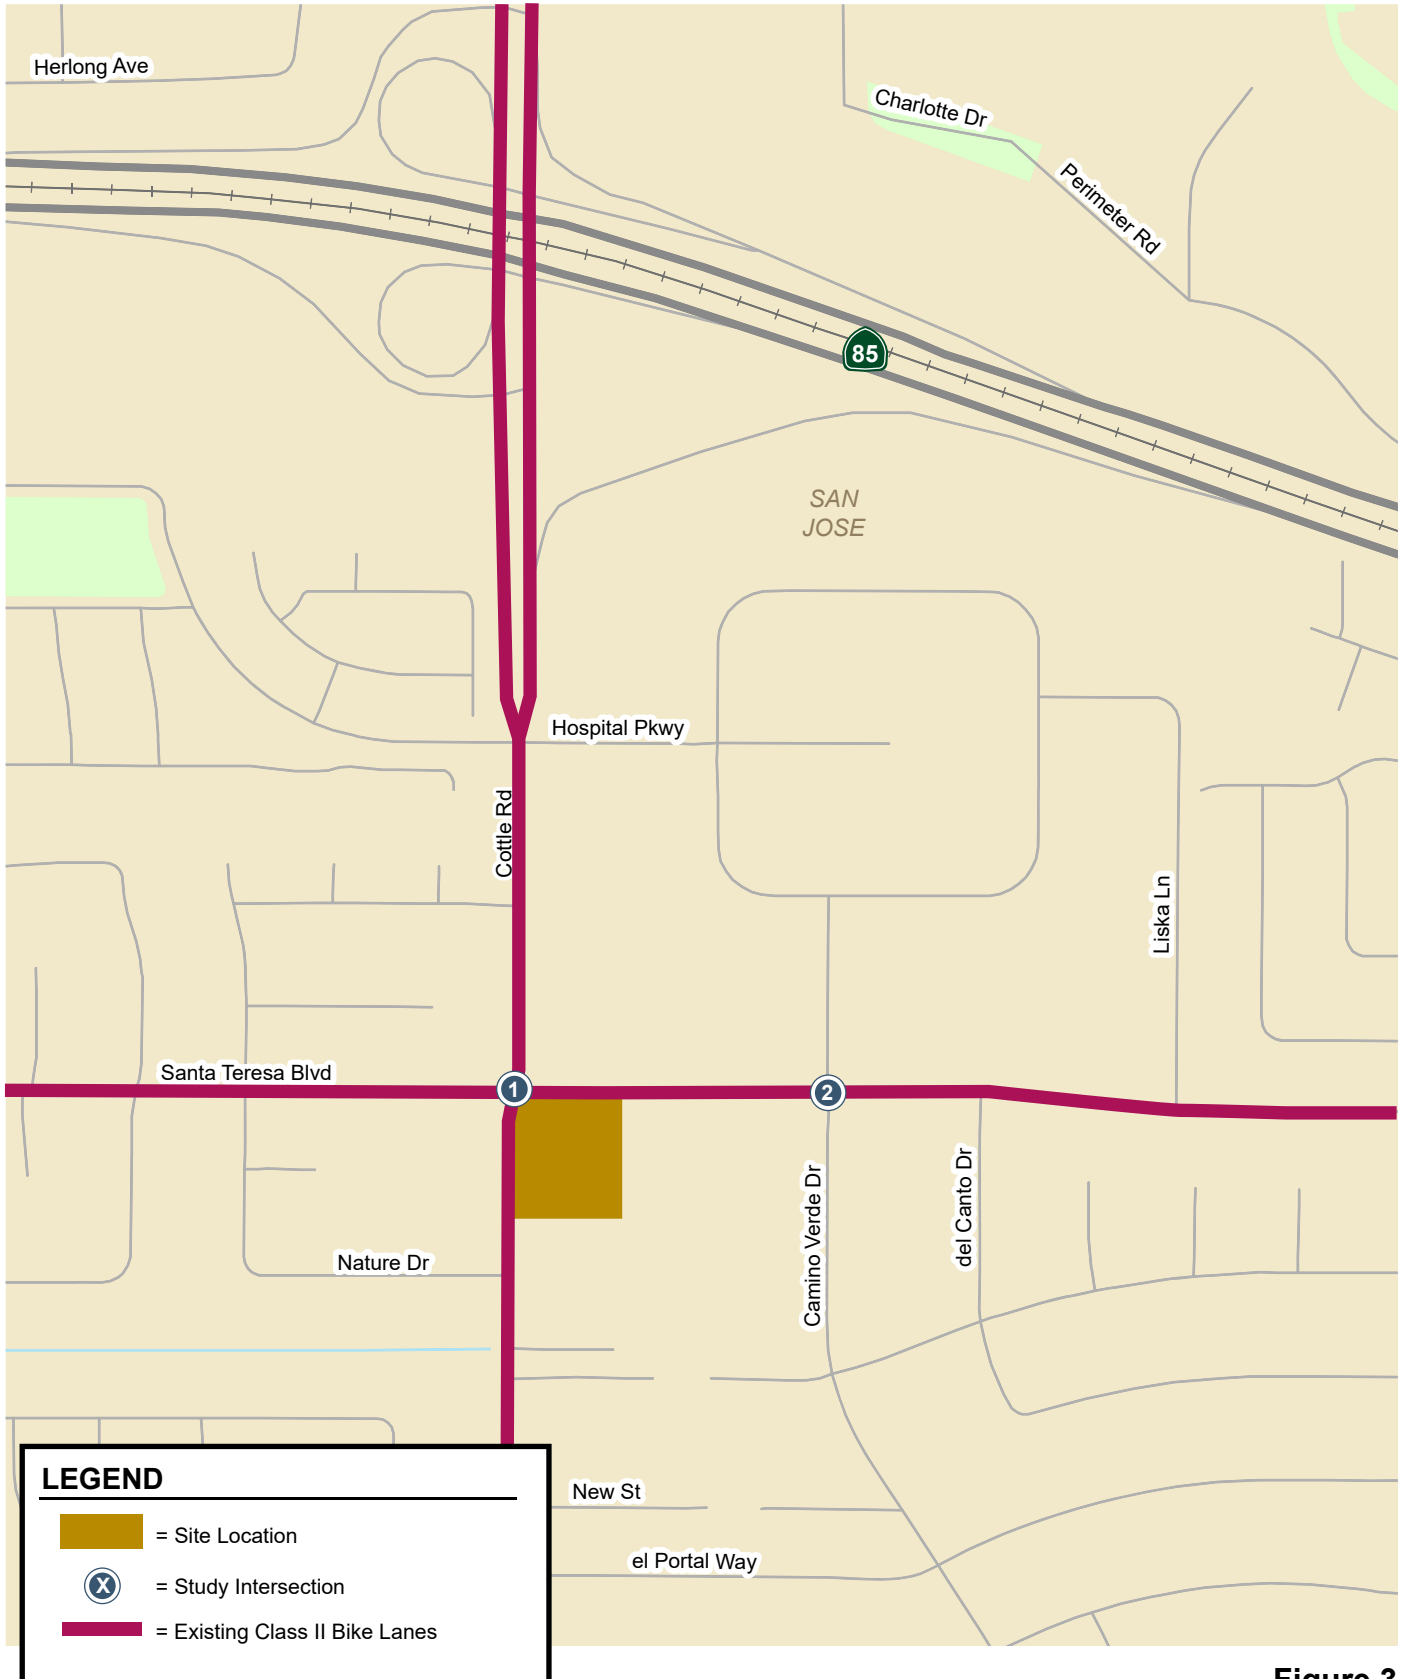 Herlong Ave
Charlotte Dr
Perimeter Rd
85
SAN
JOSE
Hospital Pkwy
Cottle Rd
Liska Ln
Santa Teresa Blvd
1
2
Camino Verde Dr
del Canto Dr
Nature Dr
New St
el Portal Way
LEGEND
= Site Location
X = Study Intersection
= Existing Class II Bike Lanes
Figure 3